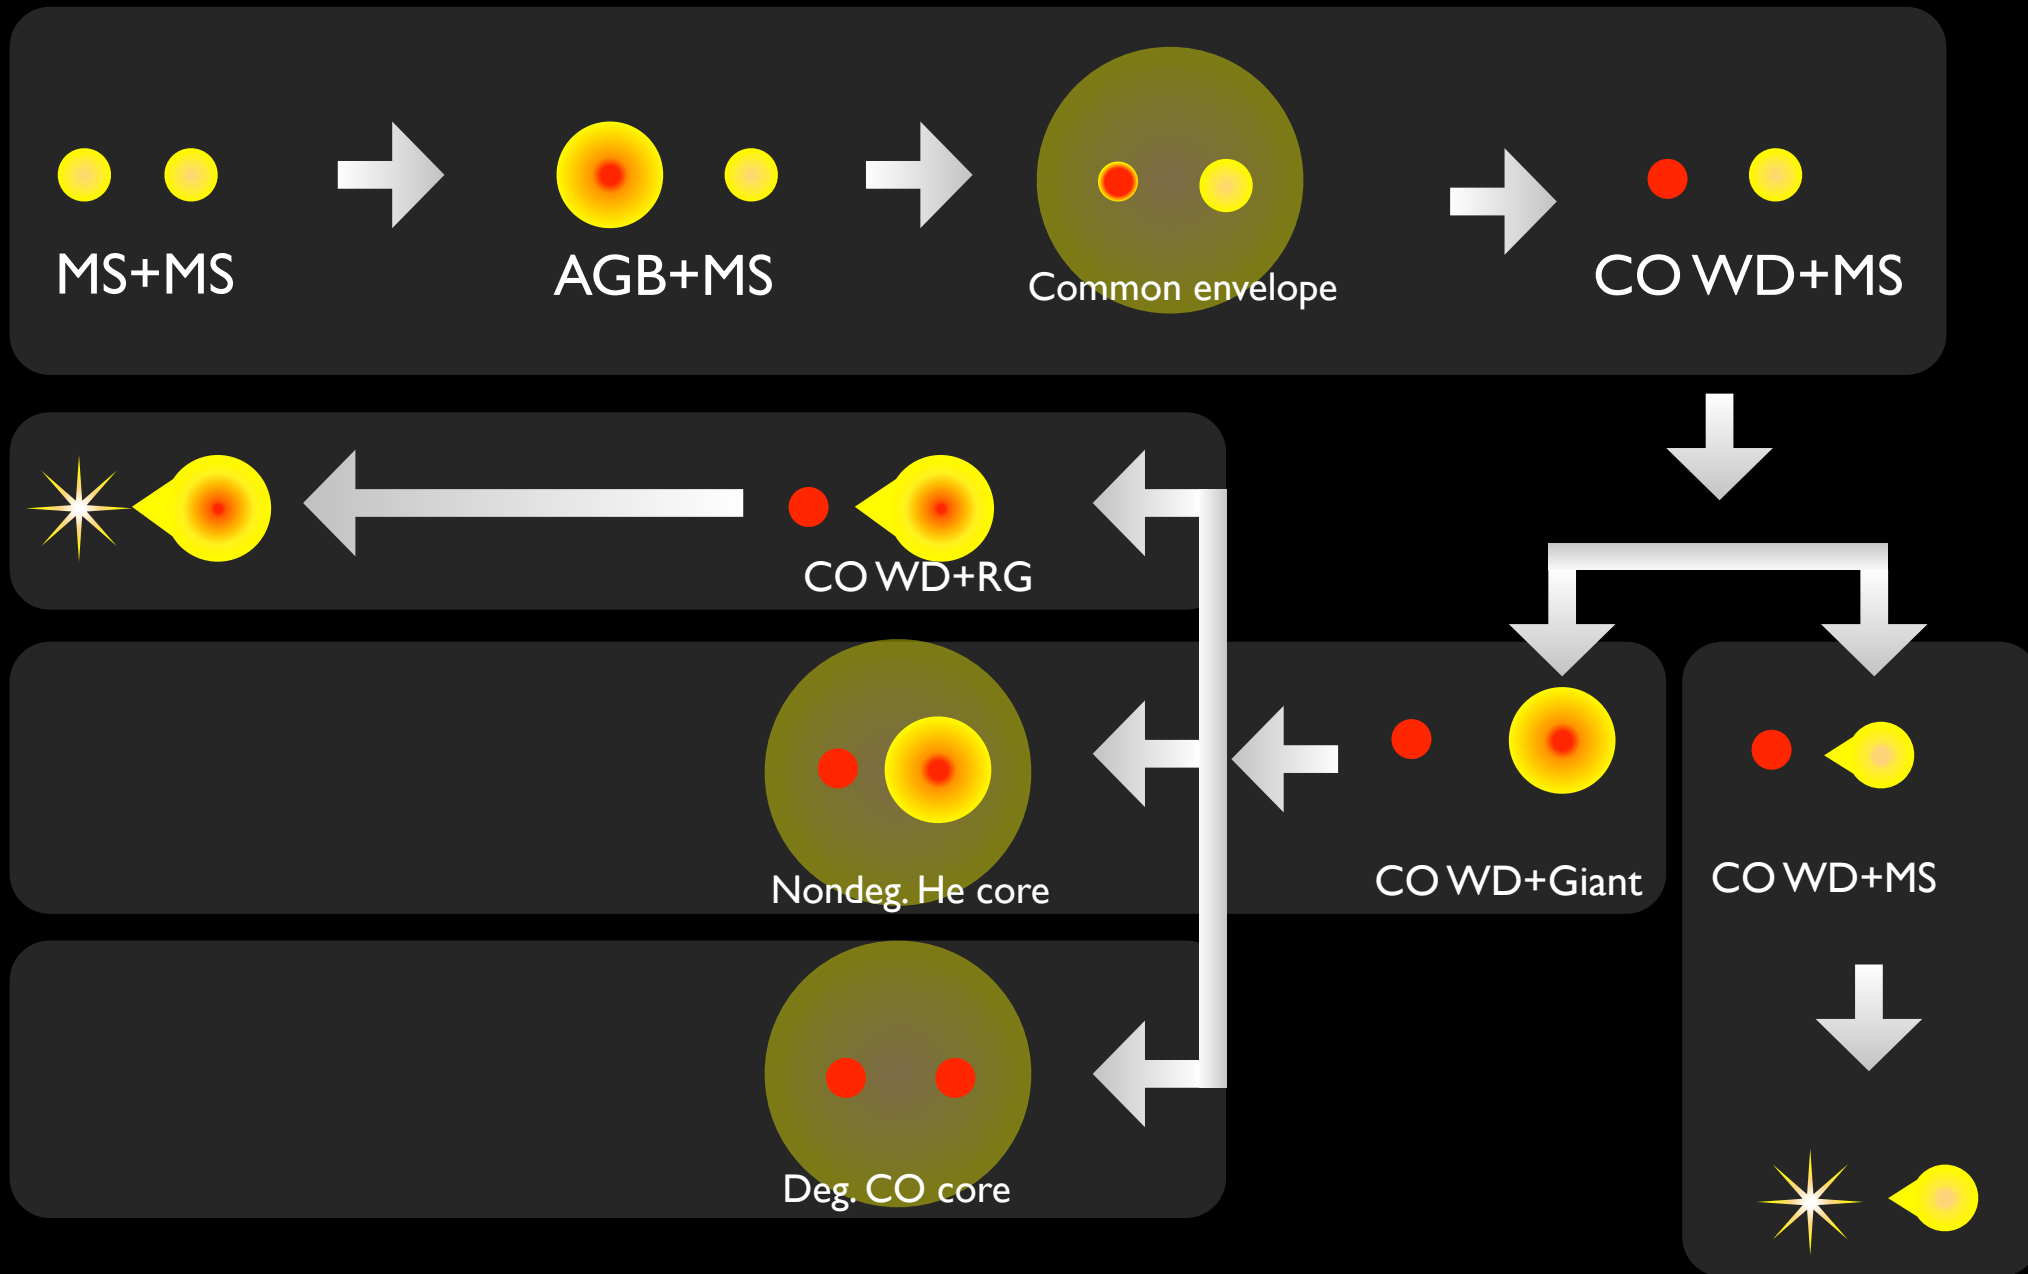 MS+MS
AGB+MS
Common envelope
CO WD+MS
CO WD+RG
Nondeg. He core
CO WD+Giant
CO WD+MS
Deg. CO core